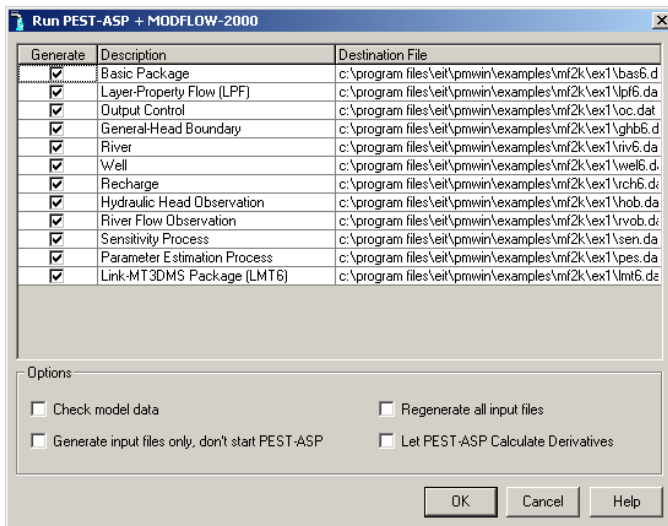 Run PEST-ASP + MODFLOW-2000
Generate Description Destination File
Basic Package c:\program files\eit\pmwin\examples\mf2k\ex1\bas6.d
Layer-Property Flow (LPF) c:\program files\eit\pmwin\examples\mf2k\ex1\lpf6.da
Output Control c:\program files\eit\pmwin\examples\mf2k\ex1\oc.dat
General-Head Boundary c:\program files\eit\pmwin\examples\mf2k\ex1\ghb6.d
River c:\program files\eit\pmwin\examples\mf2k\ex1\riv6.da
Well c:\program files\eit\pmwin\examples\mf2k\ex1\wel6.da
Recharge c:\program files\eit\pmwin\examples\mf2k\ex1\rch6.da
Hydraulic Head Observation c:\program files\eit\pmwin\examples\mf2k\ex1\hob.da
River Flow Observation c:\program files\eit\pmwin\examples\mf2k\ex1\rvob.da
Sensitivity Process c:\program files\eit\pmwin\examples\mf2k\ex1\sen.da
Parameter Estimation Process c:\program files\eit\pmwin\examples\mf2k\ex1\pes.da
Link-MT3DMS Package (LMT6) c:\program files\eit\pmwin\examples\mf2k\ex1\lmt6.da
Options
Check model data Regenerate all input files
Generate input files only, don't start PEST-ASP Let PEST-ASP Calculate Derivatives
OK Cancel Help